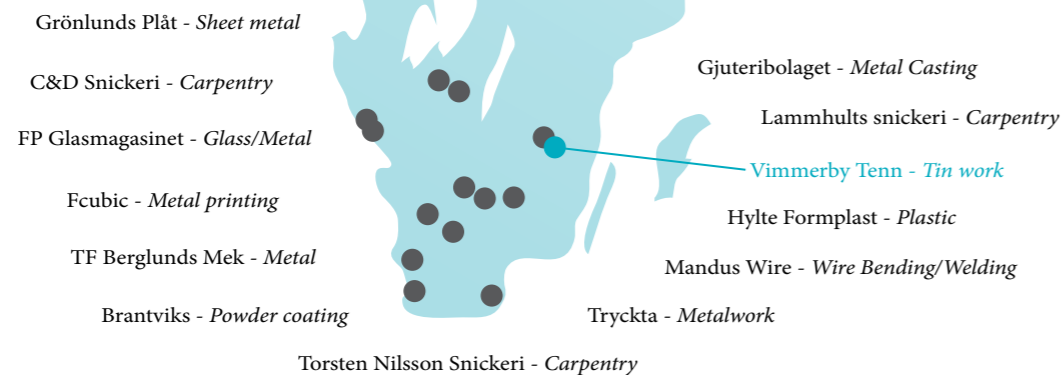 Grönlunds Plåt - Sheet metal
C&D Snickeri - Carpentry
FP Glasmagasinet - Glass/Metal
Fcubic - Metal printing
TF Berglunds Mek - Metal
Brantviks - Powder coating
Torsten Nilsson Snickeri - Carpentry
Gjuteribolaget - Metal Casting
Lammhults snickeri - Carpentry
Vimmerby Tenn - Tin work
Hylte Formplast - Plastic
Mandus Wire - Wire Bending/Welding
Tryckta - Metalwork